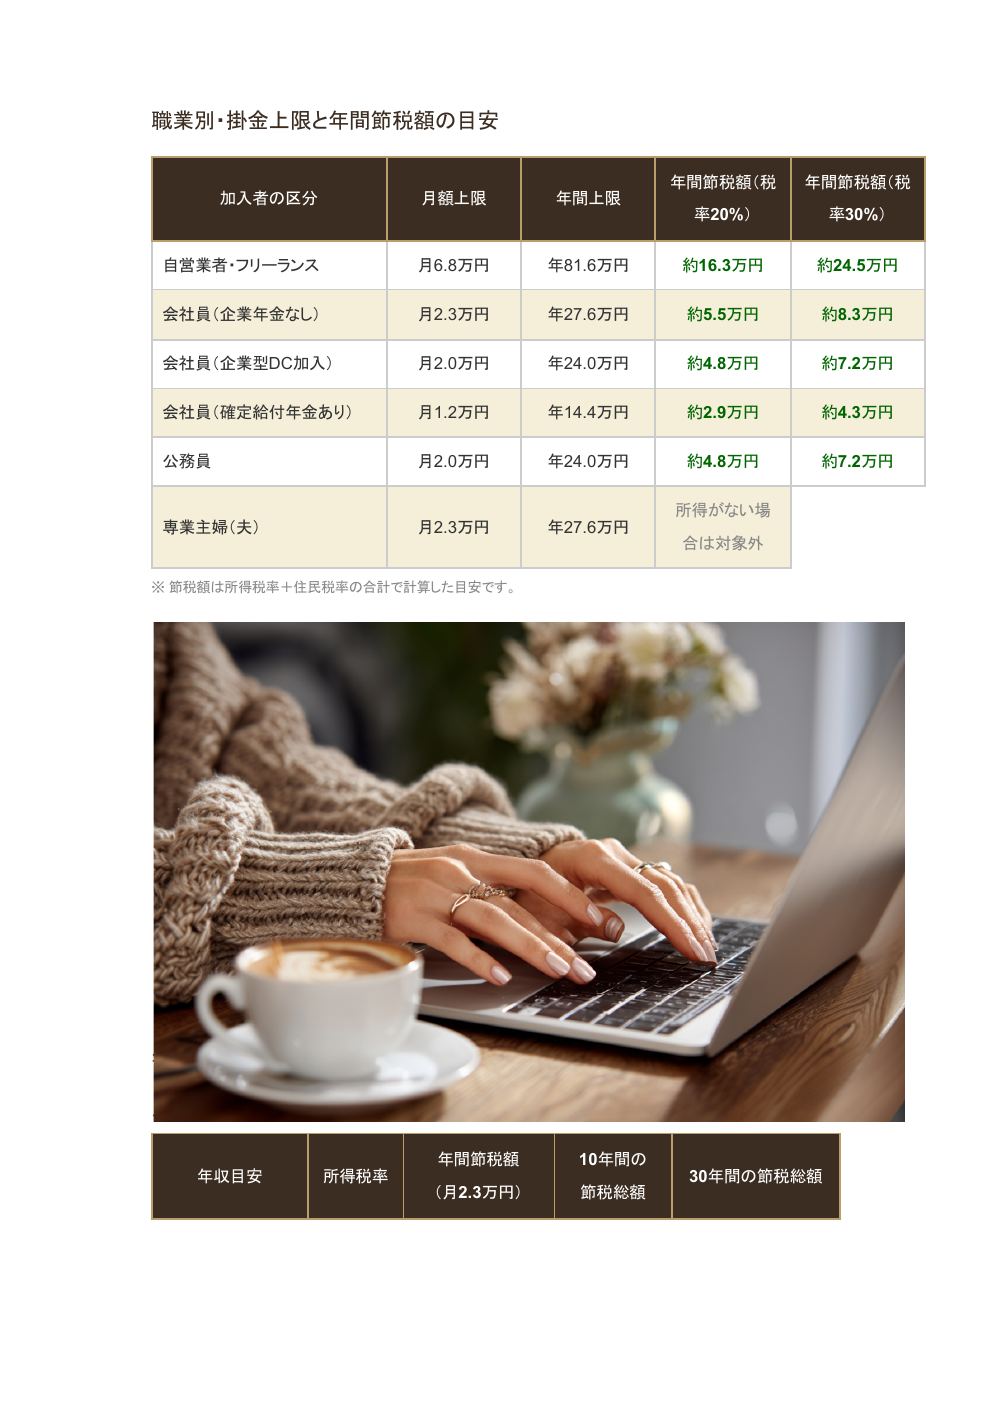 職業別・掛金上限と年間節税額の目安
加入者の区分 月額上限 年間上限 年間節税額（税率20%） 年間節税額（税率30%）
自営業者・フリーランス 月6.8万円 年81.6万円 約16.3万円 約24.5万円
会社員（企業年金なし） 月2.3万円 年27.6万円 約5.5万円 約8.3万円
会社員（企業型DC加入） 月2.0万円 年24.0万円 約4.8万円 約7.2万円
会社員（確定給付年金あり） 月1.2万円 年14.4万円 約2.9万円 約4.3万円
公務員 月2.0万円 年24.0万円 約4.8万円 約7.2万円
専業主婦（夫） 月2.3万円 年27.6万円 所得がない場合は対象外
※ 節税額は所得税率＋住民税率の合計で計算した目安です。
年収目安 所得税率 年間節税額（月2.3万円） 10年間の節税総額 30年間の節税総額